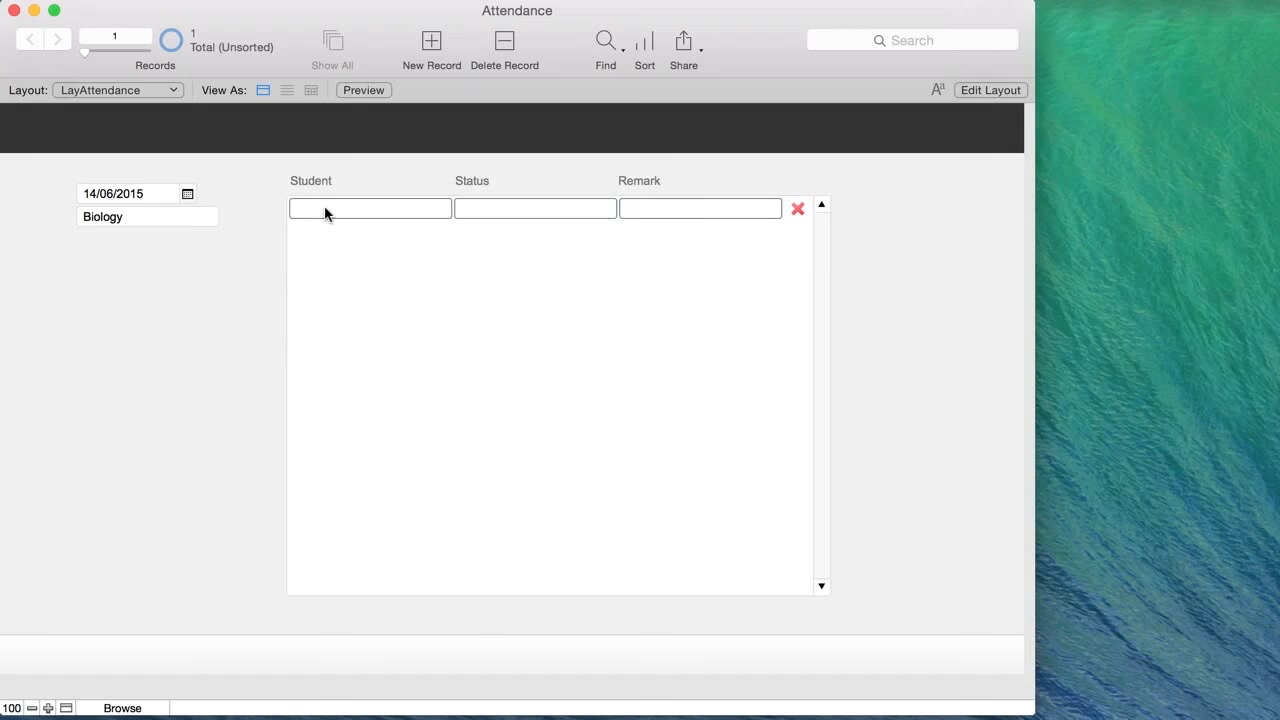 Attendance
1
1
Total (Unsorted)
Search
Records
Show All
New Record
Delete Record
Find
Sort
Share
Layout:
LayAttendance
View As:
Preview
Aa
Edit Layout
Student
Status
Remark
14/06/2015
Biology
100
Browse